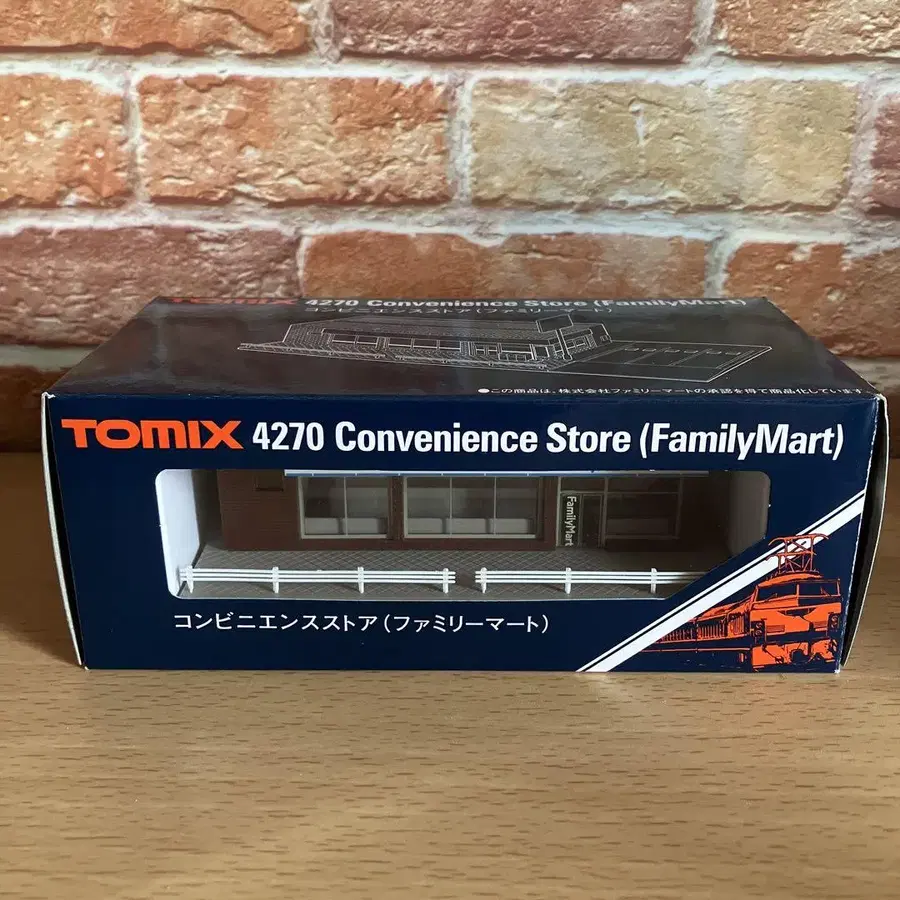 TOMIX 4270 Convenience Store (FamilyMart)
コンビニエンスストア(ファミリーマート)
●この商品は、株式会社ファミリーマートの承認を得て商品化しています
TOMIX 4270 Convenience Store (FamilyMart)
FamilyMart
コンビニエンスストア(ファミリーマート)